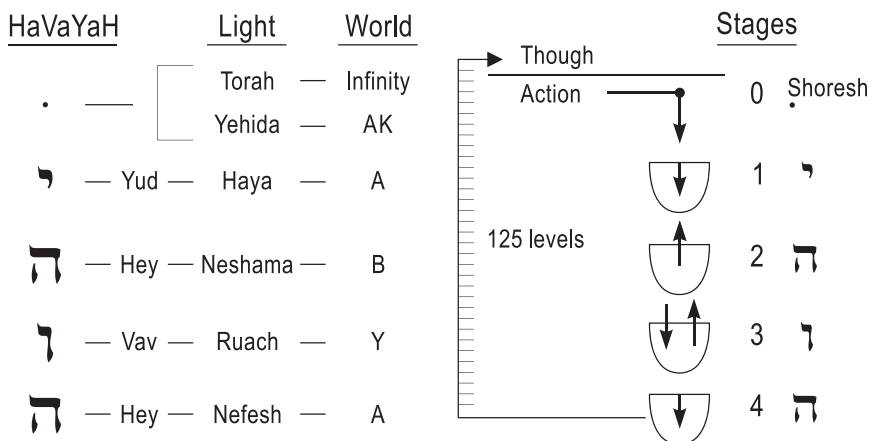 HaVaYaH Light World Stages
Though
Torah — Infinity
Action 0 Shoresh
Yehida — AK
י — Yud — Haya — A 1 י
ה — Hey — Neshama — B 125 levels 2 ה
ו — Vav — Ruach — Y 3 ו
ה — Hey — Nefesh — A 4 ה